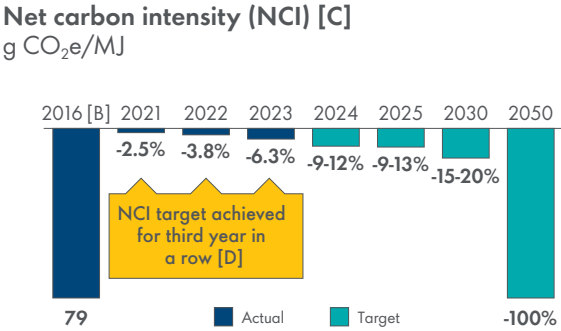 Net carbon intensity (NCI) [C]
g CO₂e/MJ
2016 [B] 2021 2022 2023 2024 2025 2030 2050
-2.5% -3.8% -6.3% -9-12% -9-13% -15-20%
NCI target achieved
for third year in
a row [D]
79 Actual Target -100%